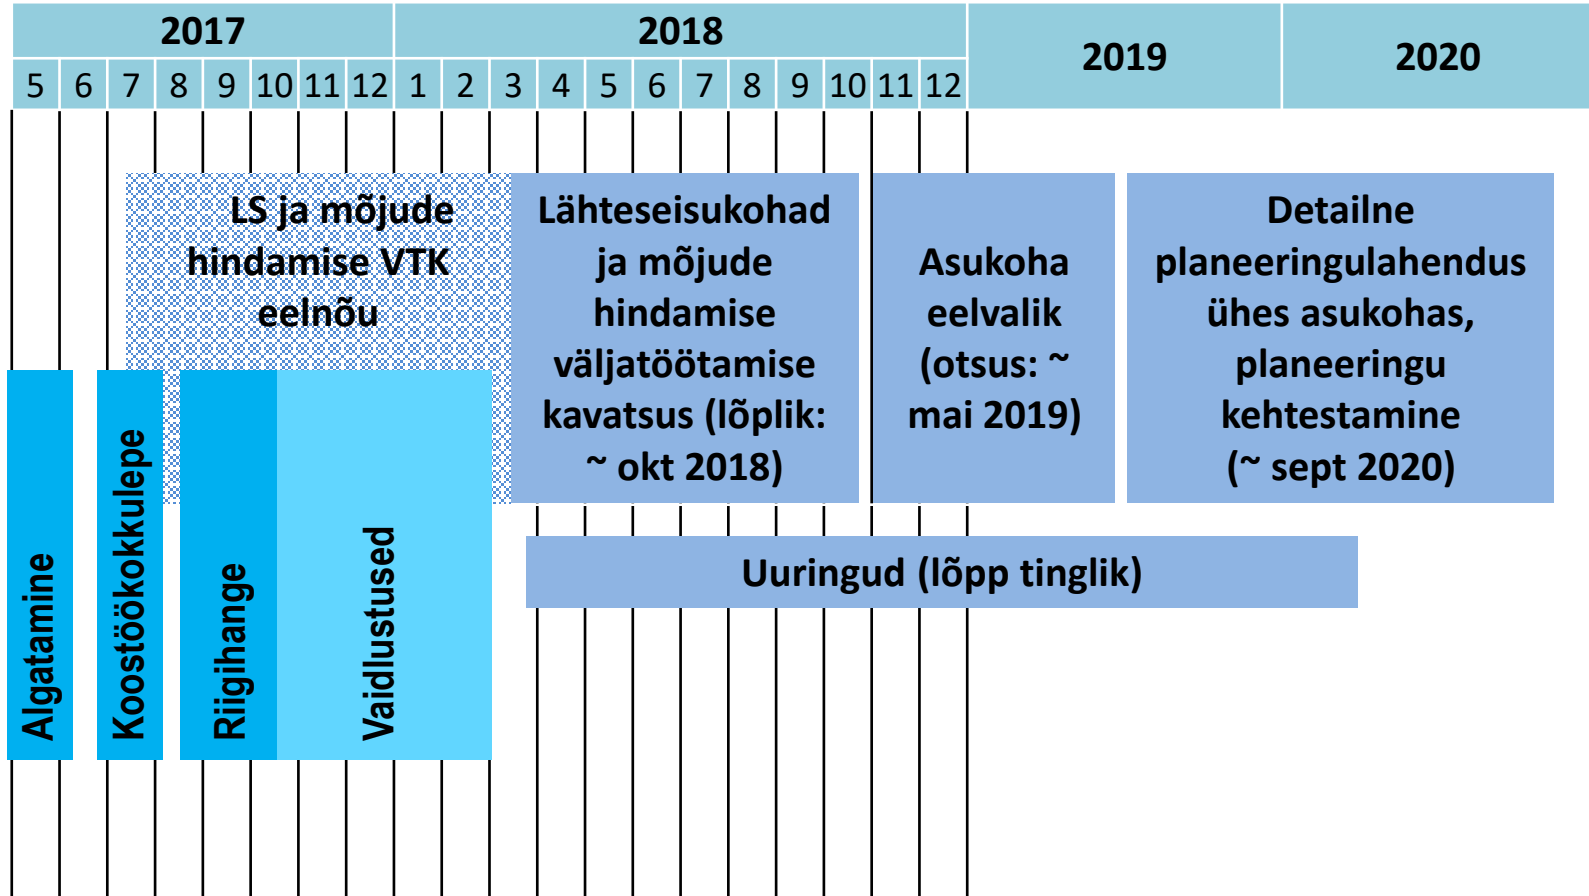 2017
2018
2019
2020
5 6 7 8 9 10 11 12 1 2 3 4 5 6 7 8 9 10 11 12
LS ja mõjude
hindamise VTK
eelnõu
Lähteseisukohad
ja mõjude
hindamise
väljatöötamise
kavatsus (lõplik:
~ okt 2018)
Asukoha
eelvalik
(otsus: ~
mai 2019)
Detailne
planeeringulahendus
ühes asukohas,
planeeringu
kehtestamine
(~ sept 2020)
Algatamine
Koostöökokkulepe
Riigihange
Vaidlustused
Uuringud (lõpp tinglik)